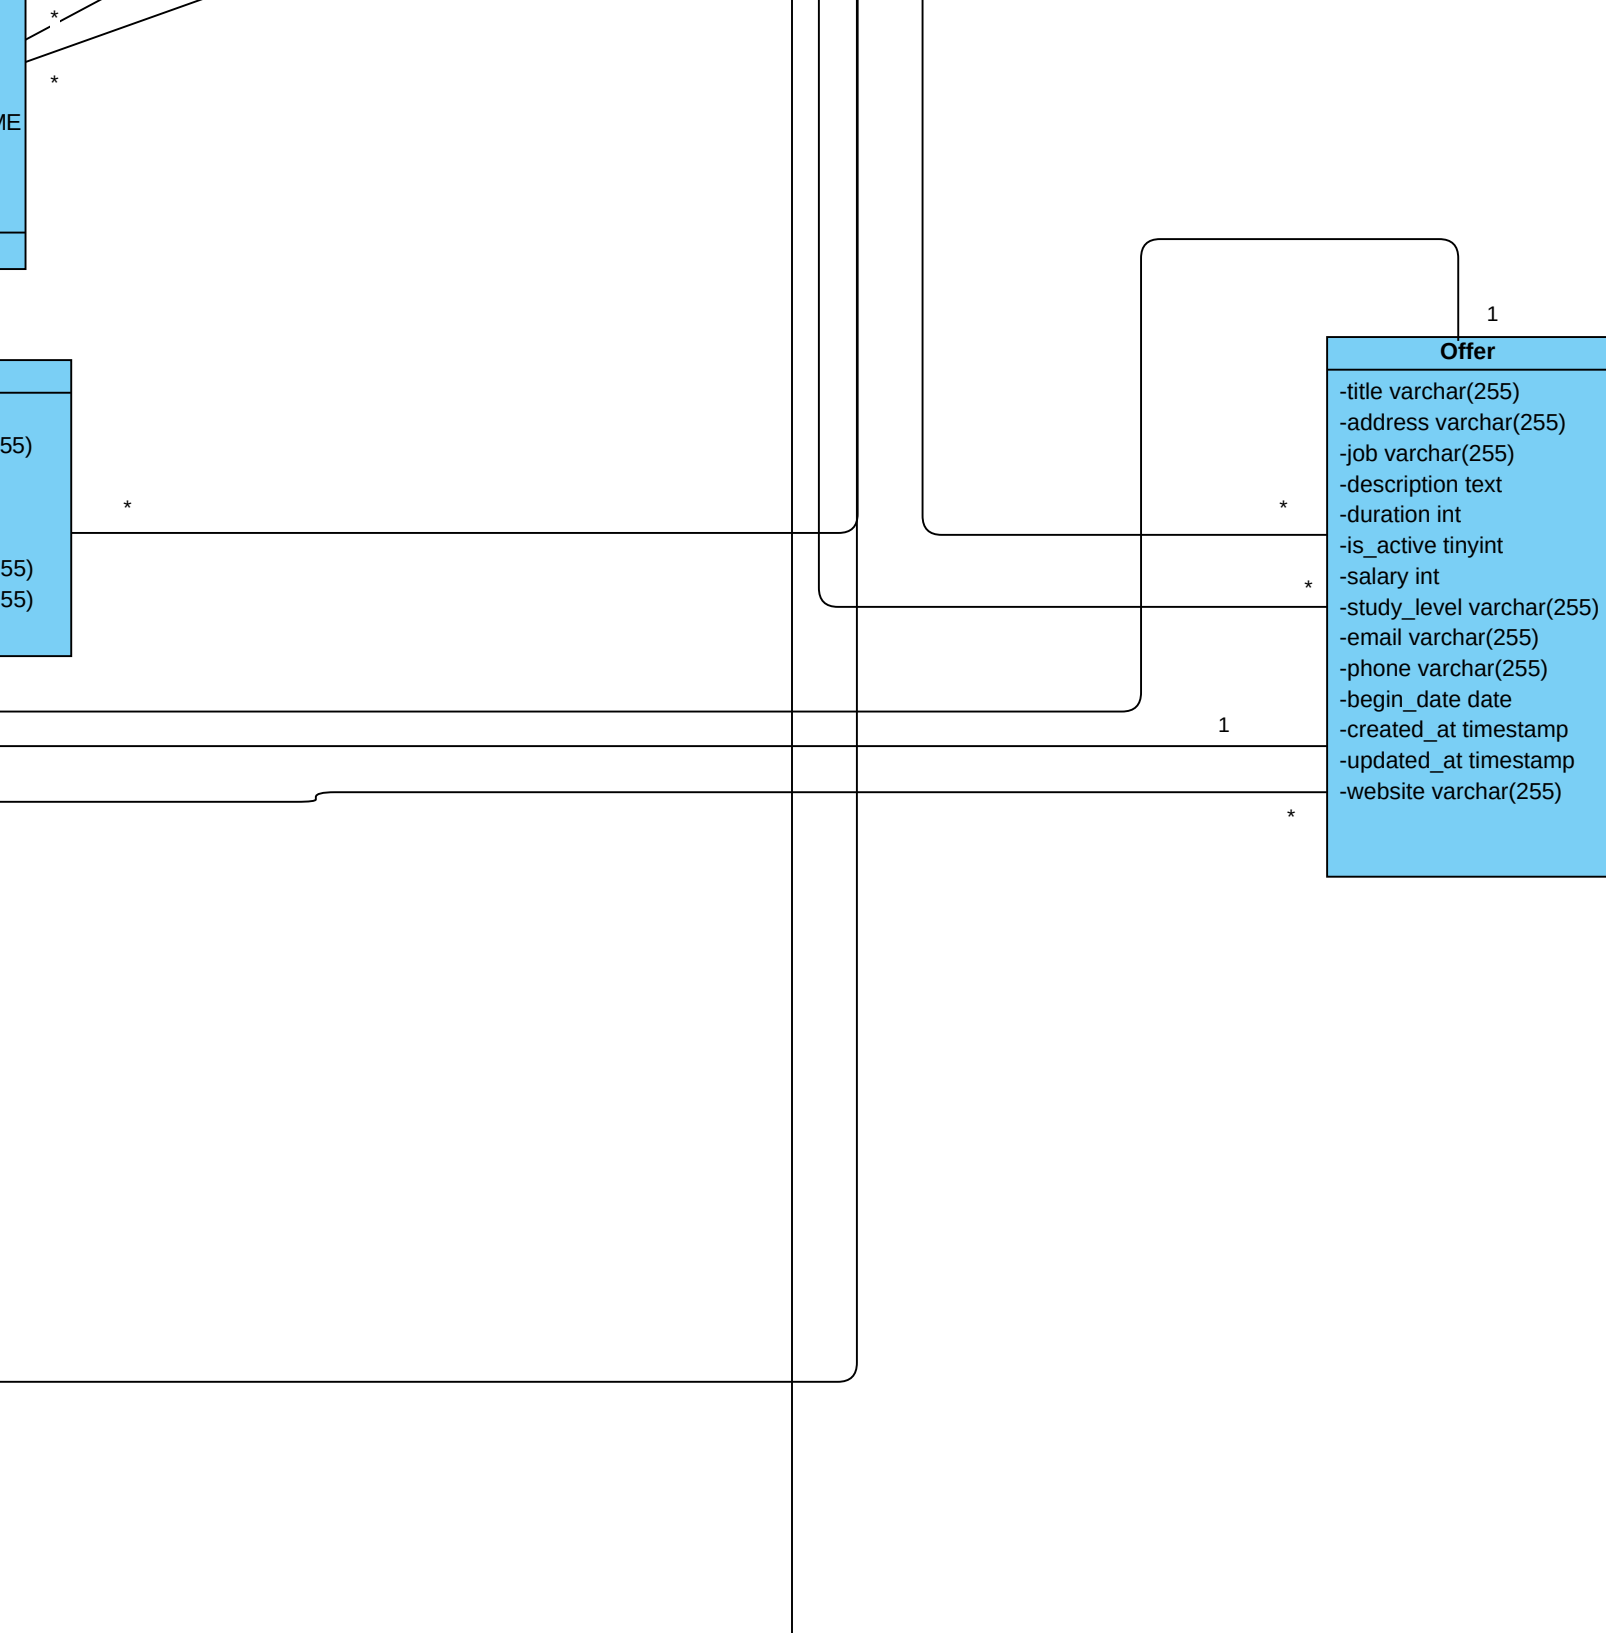 *
*
1
Offer
-title varchar(255)
-address varchar(255)
-job varchar(255)
-description text
-duration int
-is_active tinyint
-salary int
-study_level varchar(255)
-email varchar(255)
-phone varchar(255)
-begin_date date
-created_at timestamp
-updated_at timestamp
-website varchar(255)
55)
*
*
55)
55)
*
1
*